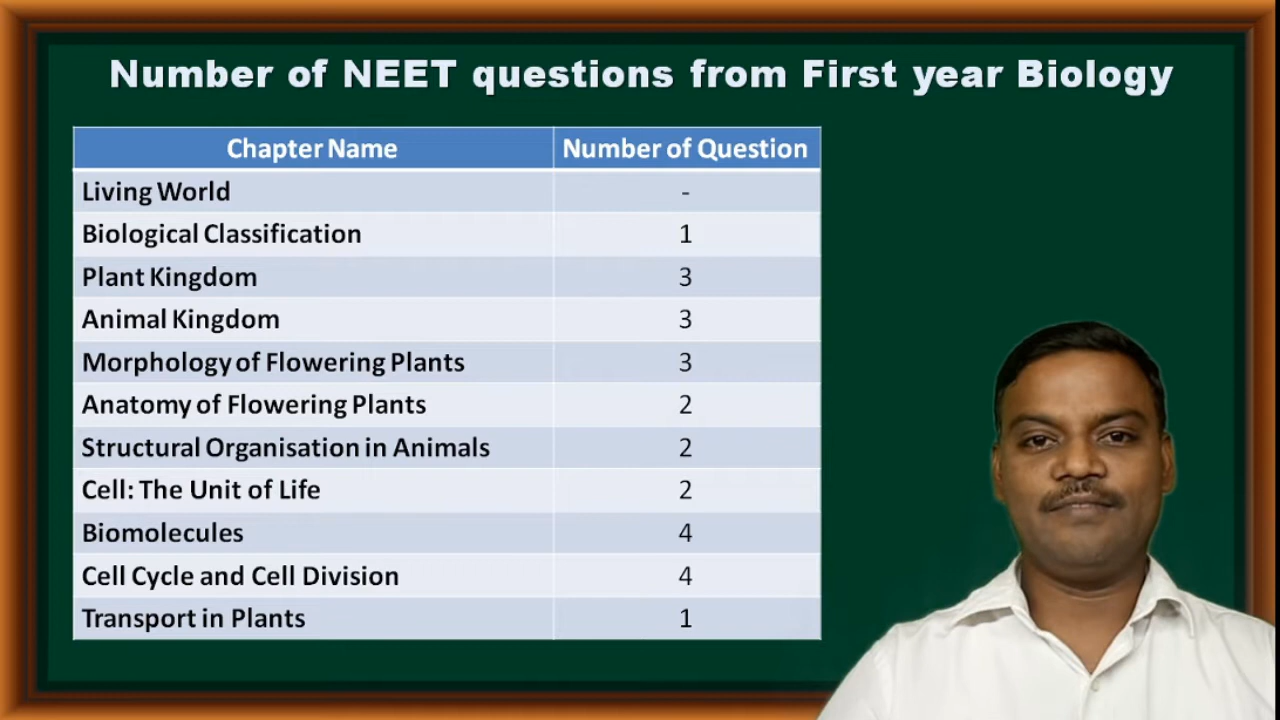 Number of NEET questions from First year Biology
Chapter Name Number of Question
Living World -
Biological Classification 1
Plant Kingdom 3
Animal Kingdom 3
Morphology of Flowering Plants 3
Anatomy of Flowering Plants 2
Structural Organisation in Animals 2
Cell: The Unit of Life 2
Biomolecules 4
Cell Cycle and Cell Division 4
Transport in Plants 1